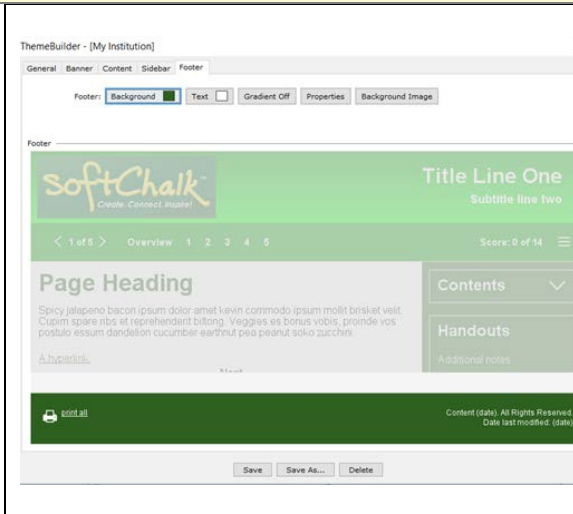 ThemeBuilder - [My Institution]
General Banner Content Sidebar Footer
Footer: Background Text Gradient Off Properties Background Image
Footer
SoftChalk™
Create. Connect. Inspire!
Title Line One
Subtitle line two
< 1 of 5 > Overview 1 2 3 4 5 Score: 0 of 14
Page Heading
Spicy jalapeno bacon ipsum dolor amet kevin commodo ipsum mollit brisket velit.
Cupim spare ribs et reprehenderit biltong. Veggies es bonus vobis, proinde vos
postulo essum dandelion cucumber earthnut pea peanut soko zucchini.
A hyperlink.
Next
Contents
Handouts
Additional notes
print all
Content (date). All Rights Reserved.
Date last modified: (date)
Save Save As... Delete